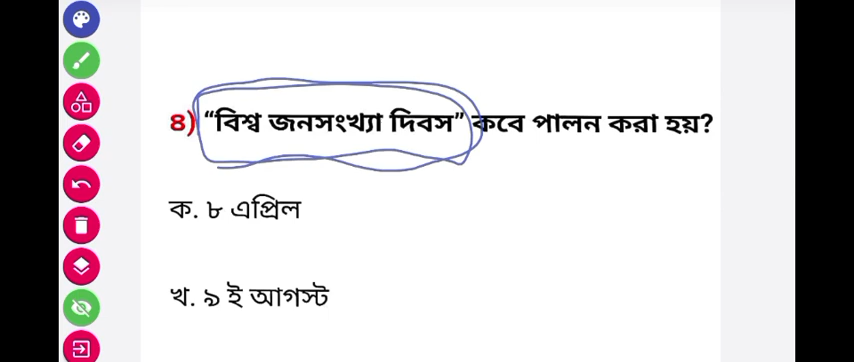 ৪) “বিশ্ব জনসংখ্যা দিবস” কবে পালন করা হয়?
ক. ৮ এপ্রিল
খ. ৯ ই আগস্ট